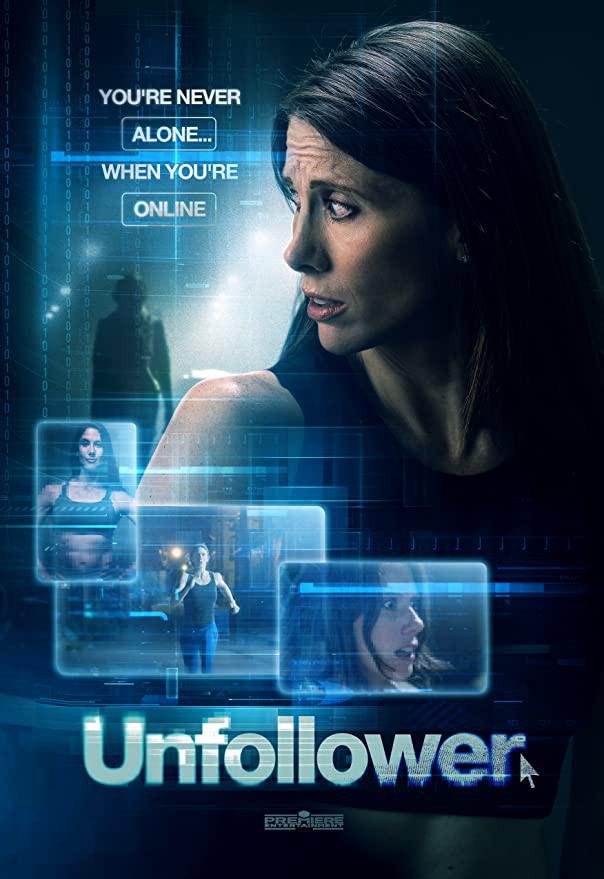 YOU'RE NEVER
ALONE...
WHEN YOU'RE
ONLINE
Unfollower
PREMIERE
ENTERTAINMENT